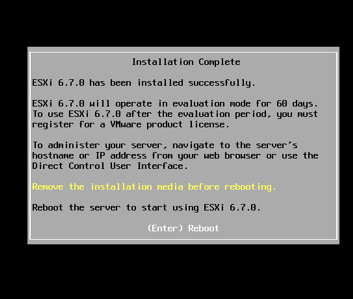 Installation Complete
ESXi 6.7.0 has been installed successfully.
ESXi 6.7.0 will operate in evaluation mode for 60 days.
To use ESXi 6.7.0 after the evaluation period, you must
register for a VMware product license.
To administer your server, navigate to the server's
hostname or IP address from your web browser or use the
Direct Control User Interface.
Remove the installation media before rebooting.
Reboot the server to start using ESXi 6.7.0.
(Enter) Reboot